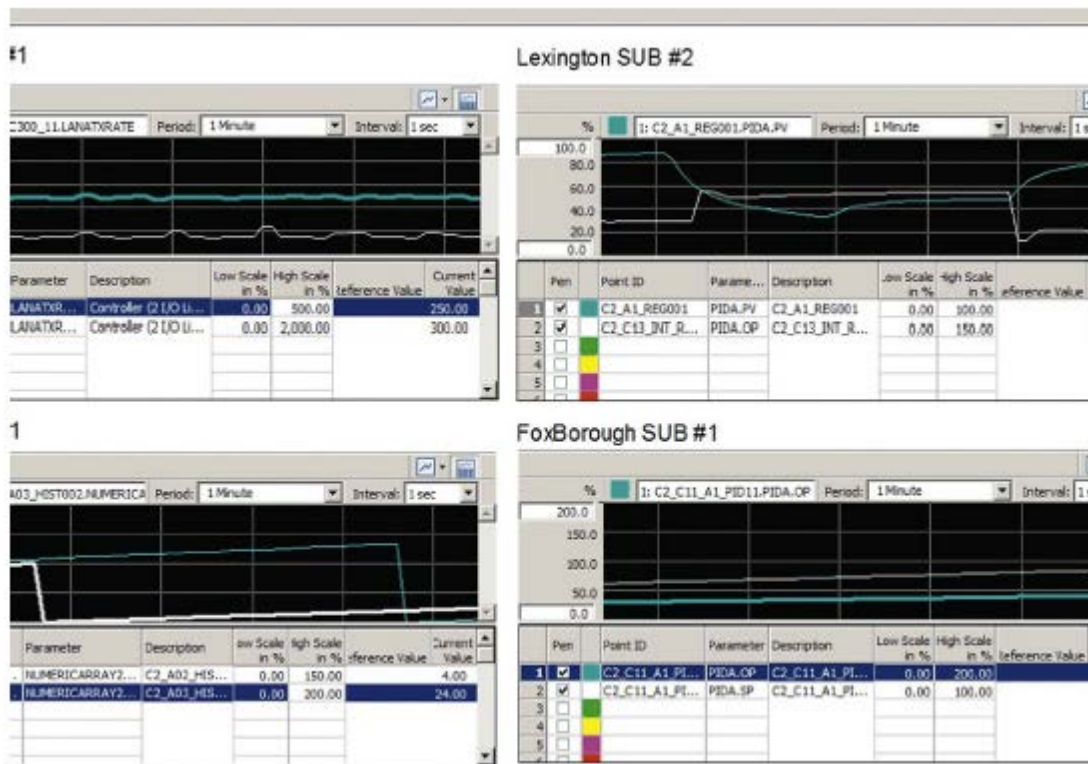 #1
Lexington SUB #2
C300_11.LANATXRATE Period: 1 Minute Interval: 1 sec
% 1: C2_A1_REG001.PIDA.PV Period: 1 Minute Interval:
100.0
80.0
60.0
40.0
20.0
0.0
Parameter Description Low Scale in % High Scale in % Reference Value Current Value
LANATXR... Controller (2 I/O Li... 0.00 500.00 250.00
LANATXR... Controller (2 I/O Li... 0.00 2,000.00 300.00
Pen Point ID Parame... Description Low Scale in % High Scale in % eference Value
1 C2_A1_REG001 PIDA.PV C2_A1_REG001 0.00 100.00
2 C2_C13_INT_R... PIDA.OP C2_C13_INT_R... 0.00 150.00
3
4
5
1
FoxBorough SUB #1
A03_HIST002.NUMERICA Period: 1 Minute Interval: 1 sec
% 1: C2_C11_A1_PID11.PIDA.OP Period: 1 Minute Interval:
200.0
150.0
100.0
50.0
0.0
Parameter Description ow Scale in % High Scale in % eference Value Current Value
NUMERICARRAY2... C2_A02_HIS... 0.00 150.00 4.00
NUMERICARRAY2... C2_A03_HIS... 0.00 200.00 24.00
Pen Point ID Parameter Description Low Scale in % High Scale in % eference Value
1 C2_C11_A1_PI... PIDA.OP C2_C11_A1_PI... 0.00 200.00
2 C2_C11_A1_PI... PIDA.SP C2_C11_A1_PI... 0.00 100.00
3
4
5